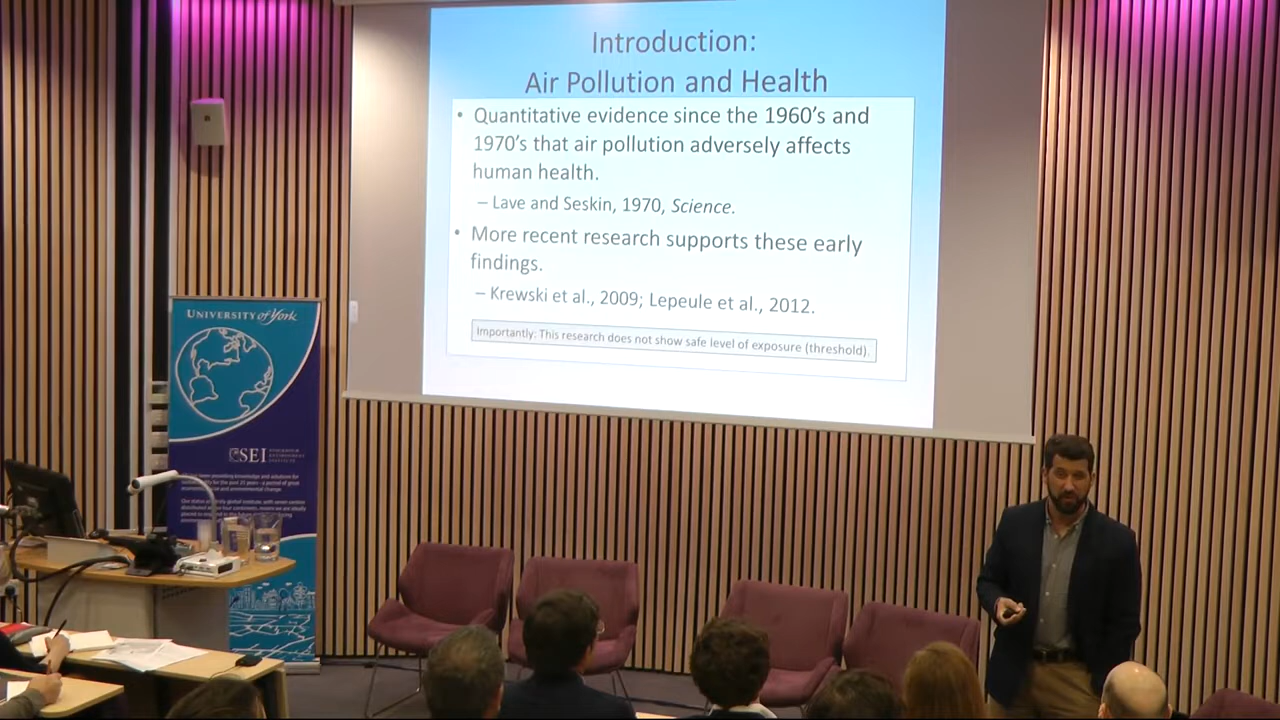 Introduction:
Air Pollution and Health
• Quantitative evidence since the 1960's and
1970's that air pollution adversely affects
human health.
– Lave and Seskin, 1970, Science.
• More recent research supports these early
findings.
– Krewski et al., 2009; Lepeule et al., 2012.
Importantly: This research does not show safe level of exposure (threshold).
UNIVERSITY of York
SEI